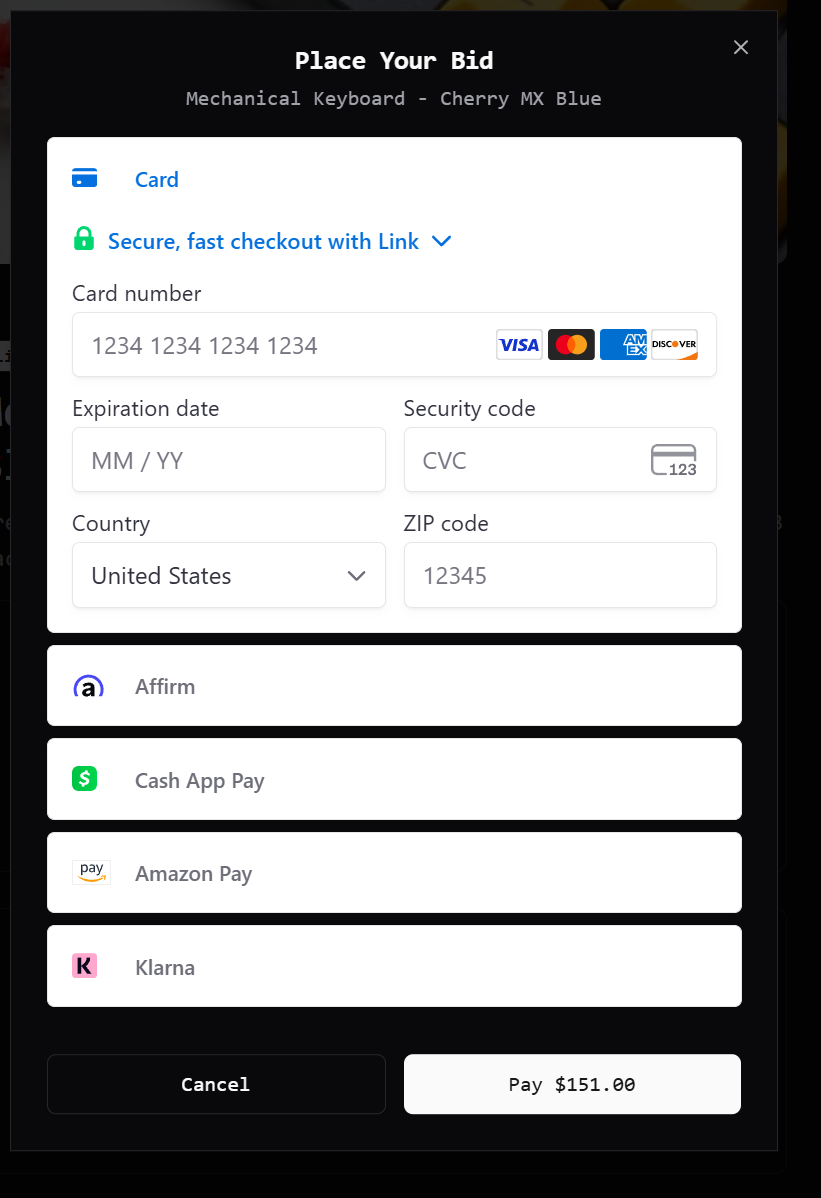 Place Your Bid
Mechanical Keyboard - Cherry MX Blue
Card
Secure, fast checkout with Link
Card number
1234 1234 1234 1234
VISA
AM
EX
DISCOVER
Expiration date
Security code
MM / YY
CVC
123
Country
ZIP code
United States
12345
a Affirm
$ Cash App Pay
pay Amazon Pay
K Klarna
Cancel
Pay $151.00